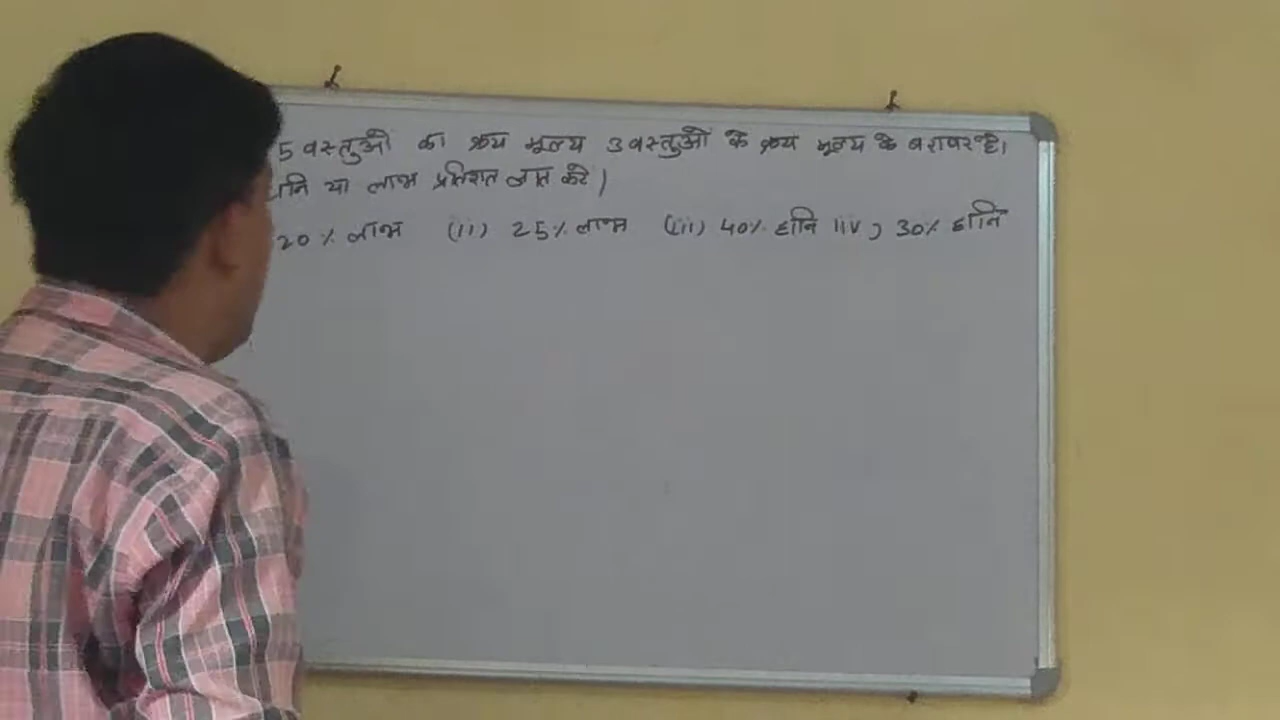 5 वस्तुओ का क्रय मूल्य 3 वस्तुओ के क्रय मूल्य के बराबर है।
नि या लाभ प्रतिशत ज्ञात करे।
20% लाभ (ii) 25% लाभ (iii) 40% हानि (iv) 30% हानि